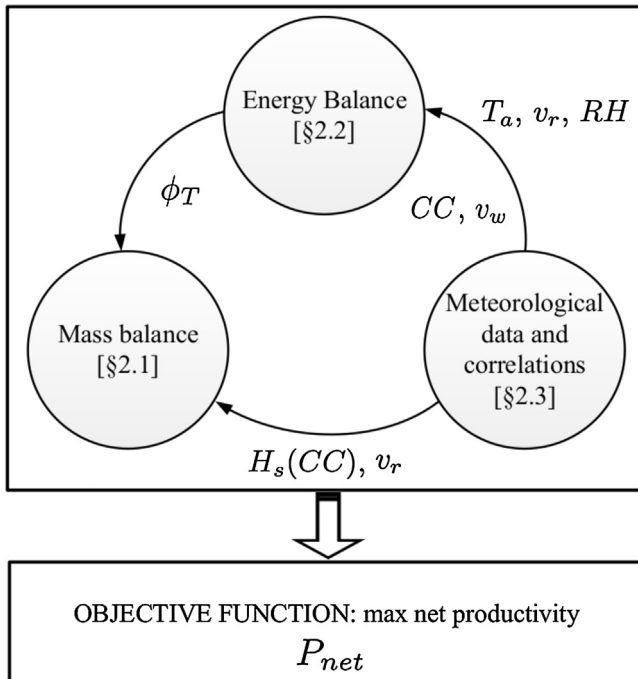 Energy Balance
[§2.2]
T_a, v_r, RH
ϕ_T
CC, v_w
Mass balance
[§2.1]
Meteorological
data and
correlations
[§2.3]
H_s(CC), v_r
OBJECTIVE FUNCTION: max net productivity
P_net